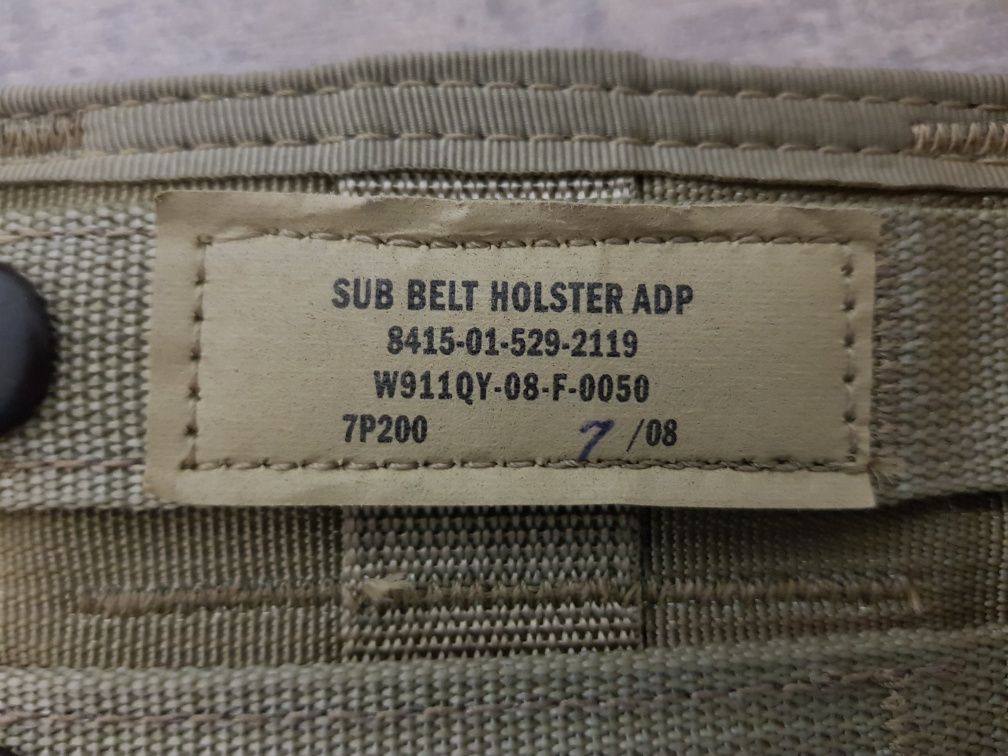 SUB BELT HOLSTER ADP
8415-01-529-2119
W911QY-08-F-0050
7P200 7 /08